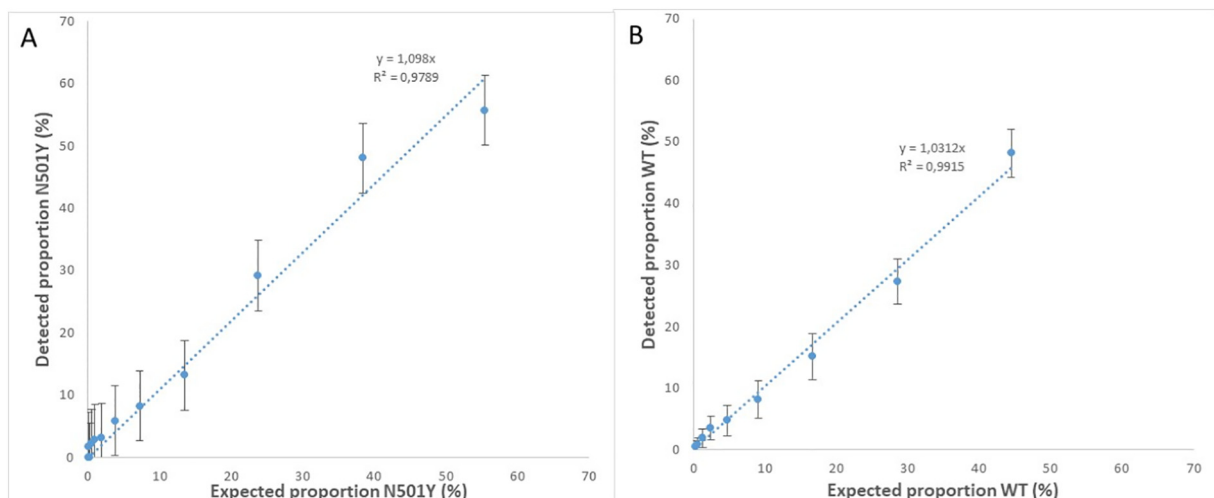 A
70
60
50
40
30
20
10
0
Detected proportion N501Y (%)
y = 1,098x
R² = 0,9789
0 10 20 30 40 50 60 70
Expected proportion N501Y (%)
B
70
60
50
40
30
20
10
0
Detected proportion WT (%)
y = 1,0312x
R² = 0,9915
0 10 20 30 40 50 60 70
Expected proportion WT (%)